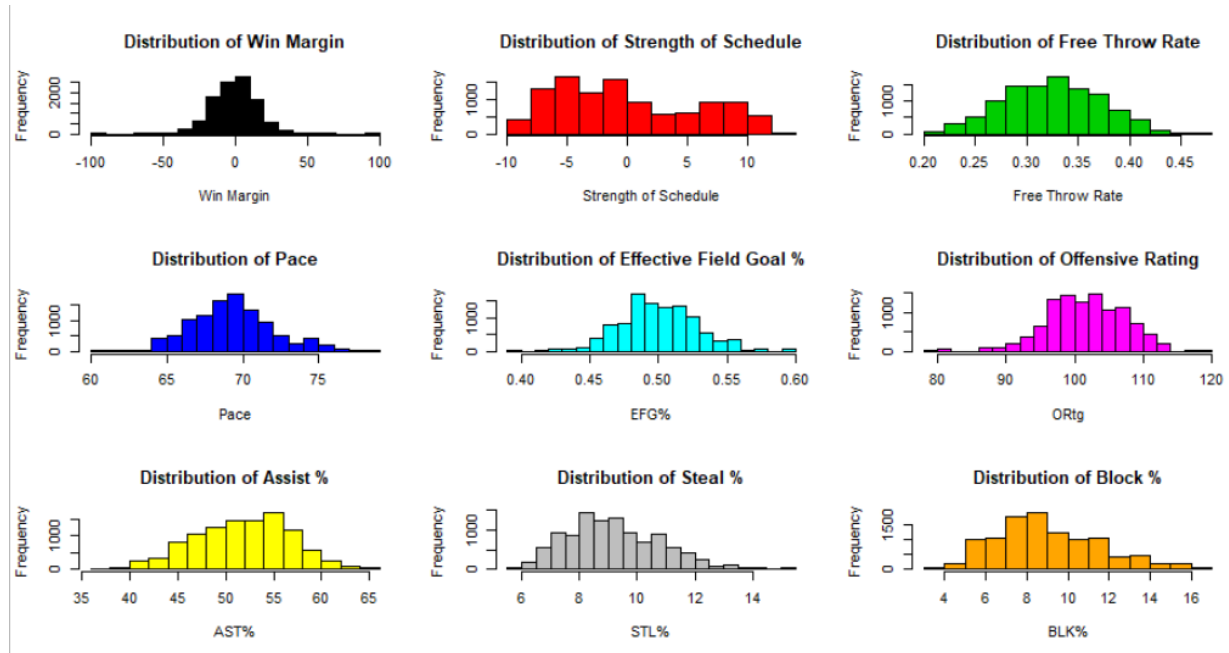 Distribution of Win Margin
Frequency
0 2000
-100 -50 0 50 100
Win Margin
Distribution of Strength of Schedule
Frequency
0 1000
-10 -5 0 5 10
Strength of Schedule
Distribution of Free Throw Rate
Frequency
0 1000
0.20 0.25 0.30 0.35 0.40 0.45
Free Throw Rate
Distribution of Pace
Frequency
0 1000
60 65 70 75
Pace
Distribution of Effective Field Goal %
Frequency
0 1000
0.40 0.45 0.50 0.55 0.60
EFG%
Distribution of Offensive Rating
Frequency
0 1000
80 90 100 110 120
ORtg
Distribution of Assist %
Frequency
0 1000
35 40 45 50 55 60 65
AST%
Distribution of Steal %
Frequency
0 1000
6 8 10 12 14
STL%
Distribution of Block %
Frequency
0 1500
4 6 8 10 12 14 16
BLK%